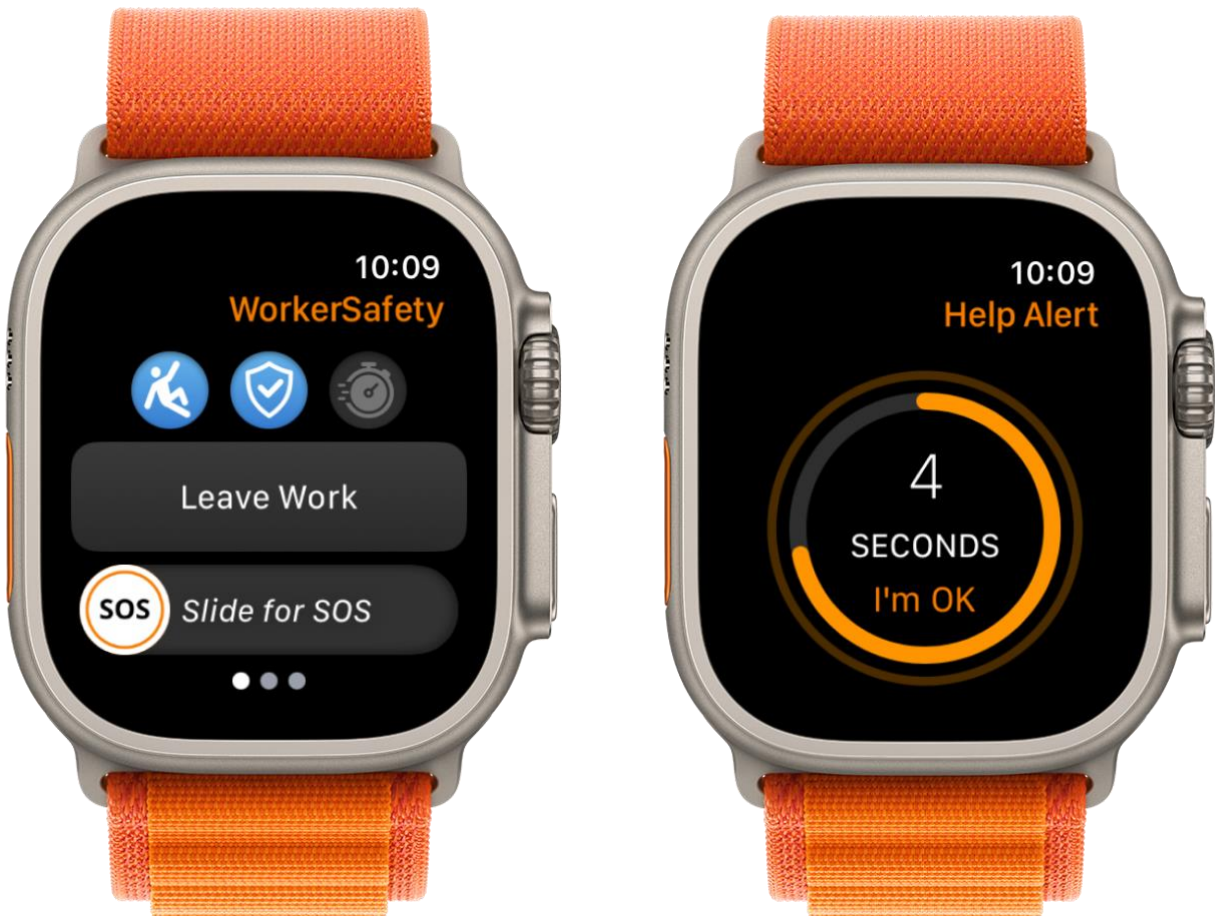 10:09
WorkerSafety
Leave Work
SOS Slide for SOS
10:09
Help Alert
4
SECONDS
I'm OK